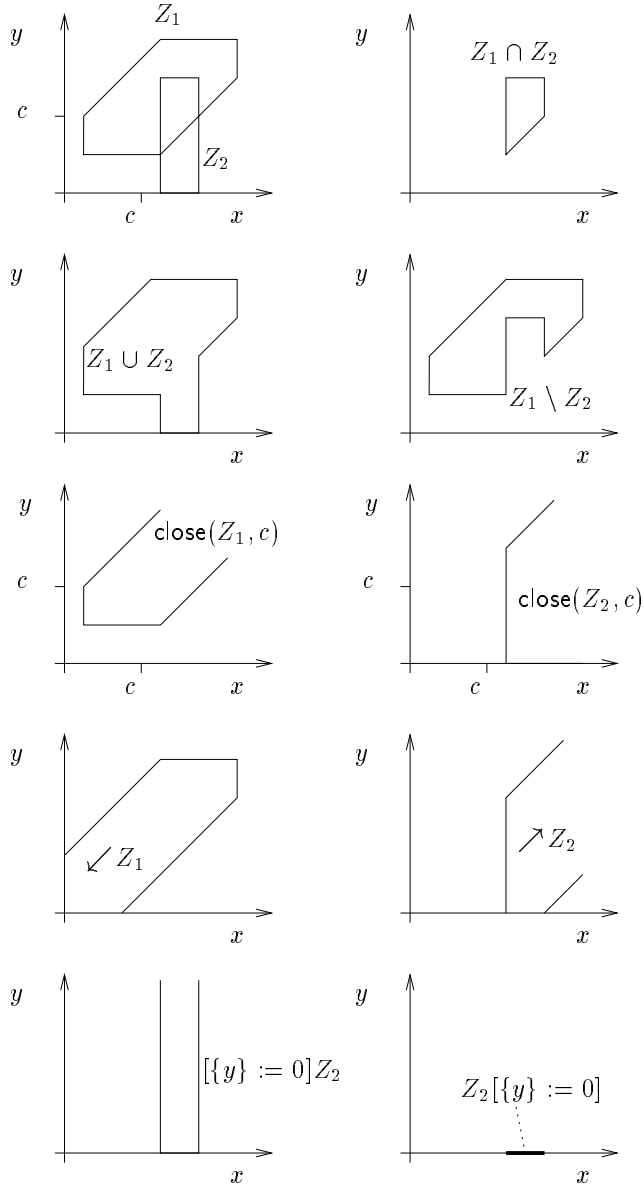 Z₁
y
c
Z₂
c x
y
Z₁ ∩ Z₂
x
y
Z₁ ∪ Z₂
x
y
Z₁ \ Z₂
x
y
close(Z₁, c)
c
c x
y
c
close(Z₂, c)
c x
y
↙ Z₁
x
y
↗ Z₂
x
y
[{y} := 0]Z₂
x
y
Z₂[{y} := 0]
x